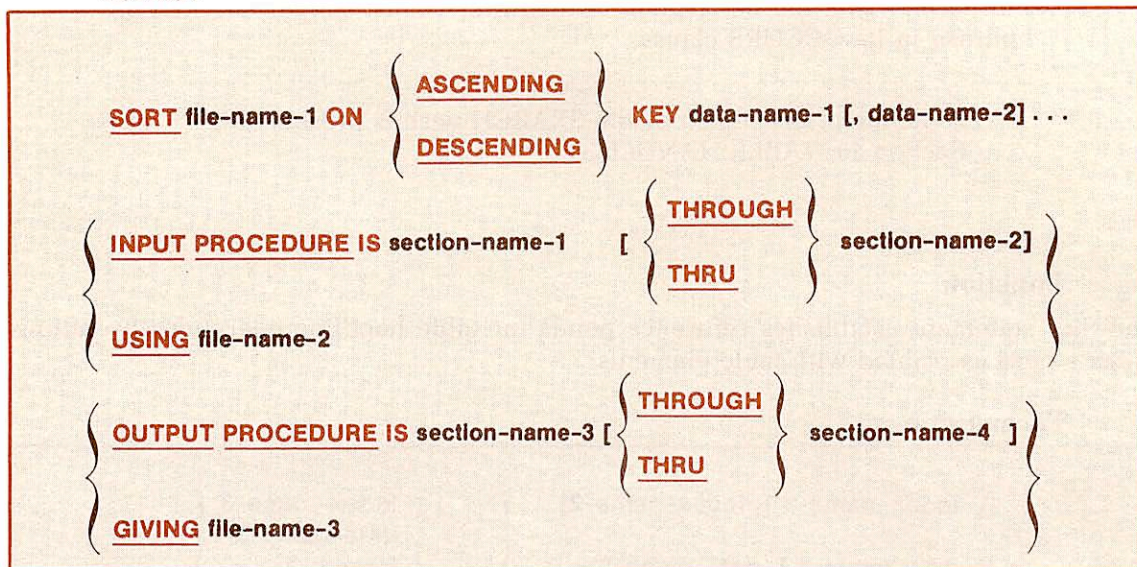 ASCENDING
SORT file-name-1 ON KEY data-name-1 [, data-name-2] . . .
DESCENDING
THROUGH
INPUT PROCEDURE IS section-name-1 [ section-name-2]
THRU
USING file-name-2
THROUGH
OUTPUT PROCEDURE IS section-name-3 [ section-name-4 ]
THRU
GIVING file-name-3